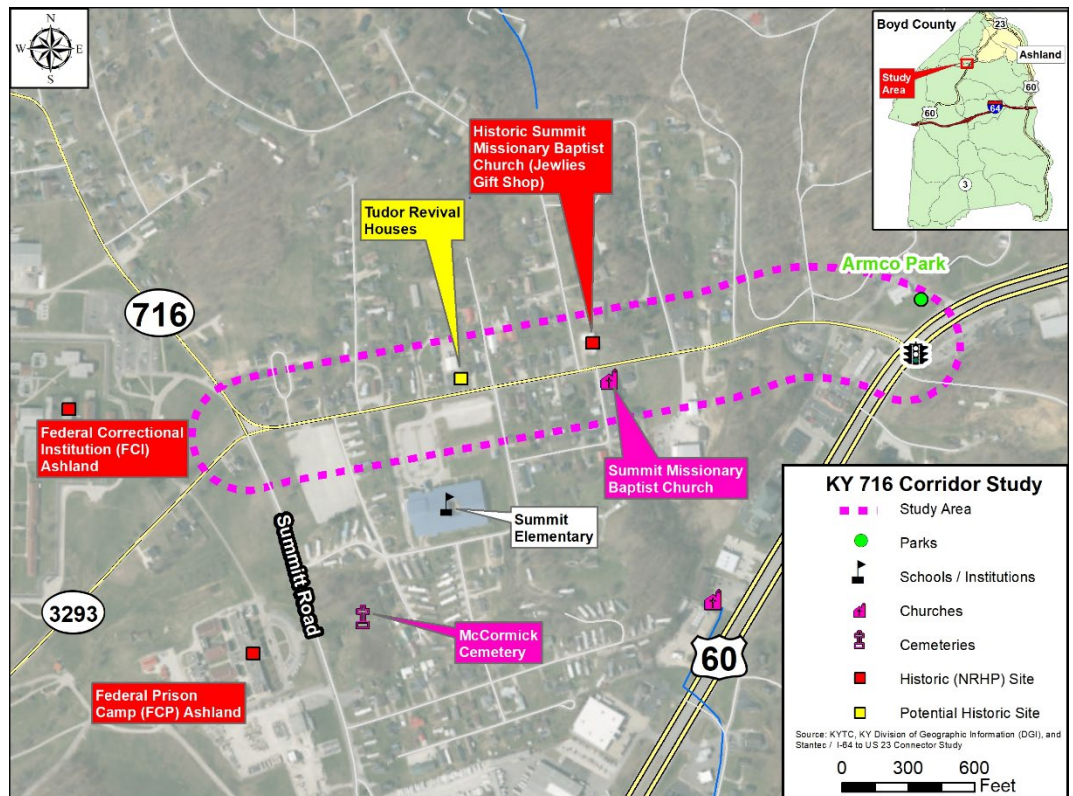 N
W E
S
Boyd County
23
Ashland
Study
Area
60
60
64
3
Historic Summit
Missionary Baptist
Church (Jewlies
Gift Shop)
Tudor Revival
Houses
Armco Park
716
Federal Correctional
Institution (FCI)
Ashland
Summit Missionary
Baptist Church
Summit
Elementary
Summitt Road
3293
McCormick
Cemetery
60
Federal Prison
Camp (FCP) Ashland
KY 716 Corridor Study
Study Area
Parks
Schools / Institutions
Churches
Cemeteries
Historic (NRHP) Site
Potential Historic Site
Source: KYTC, KY Division of Geographic Information (DGI), and
Stantec / I-64 to US 23 Connector Study
0 300 600
Feet